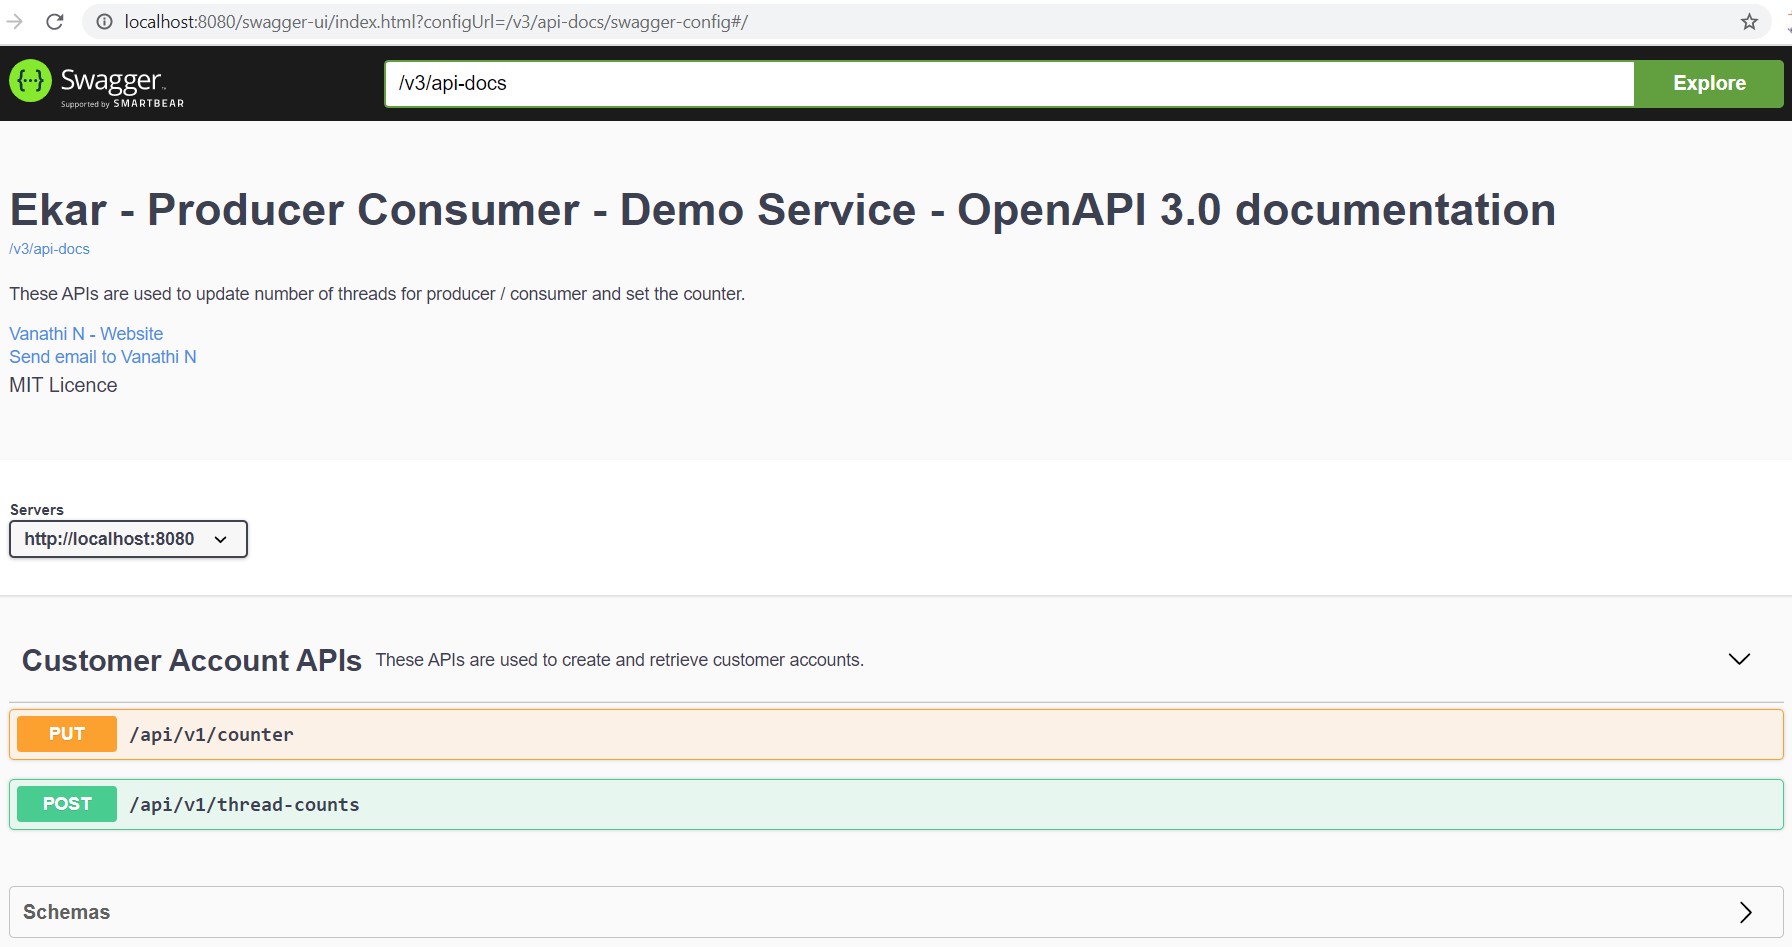 localhost:8080/swagger-ui/index.html?configUrl=/v3/api-docs/swagger-config#/
Swagger
Supported by SMARTBEAR
/v3/api-docs
Explore
Ekar - Producer Consumer - Demo Service - OpenAPI 3.0 documentation
/v3/api-docs
These APIs are used to update number of threads for producer / consumer and set the counter.
Vanathi N - Website
Send email to Vanathi N
MIT Licence
Servers
http://localhost:8080
Customer Account APIs These APIs are used to create and retrieve customer accounts.
PUT /api/v1/counter
POST /api/v1/thread-counts
Schemas